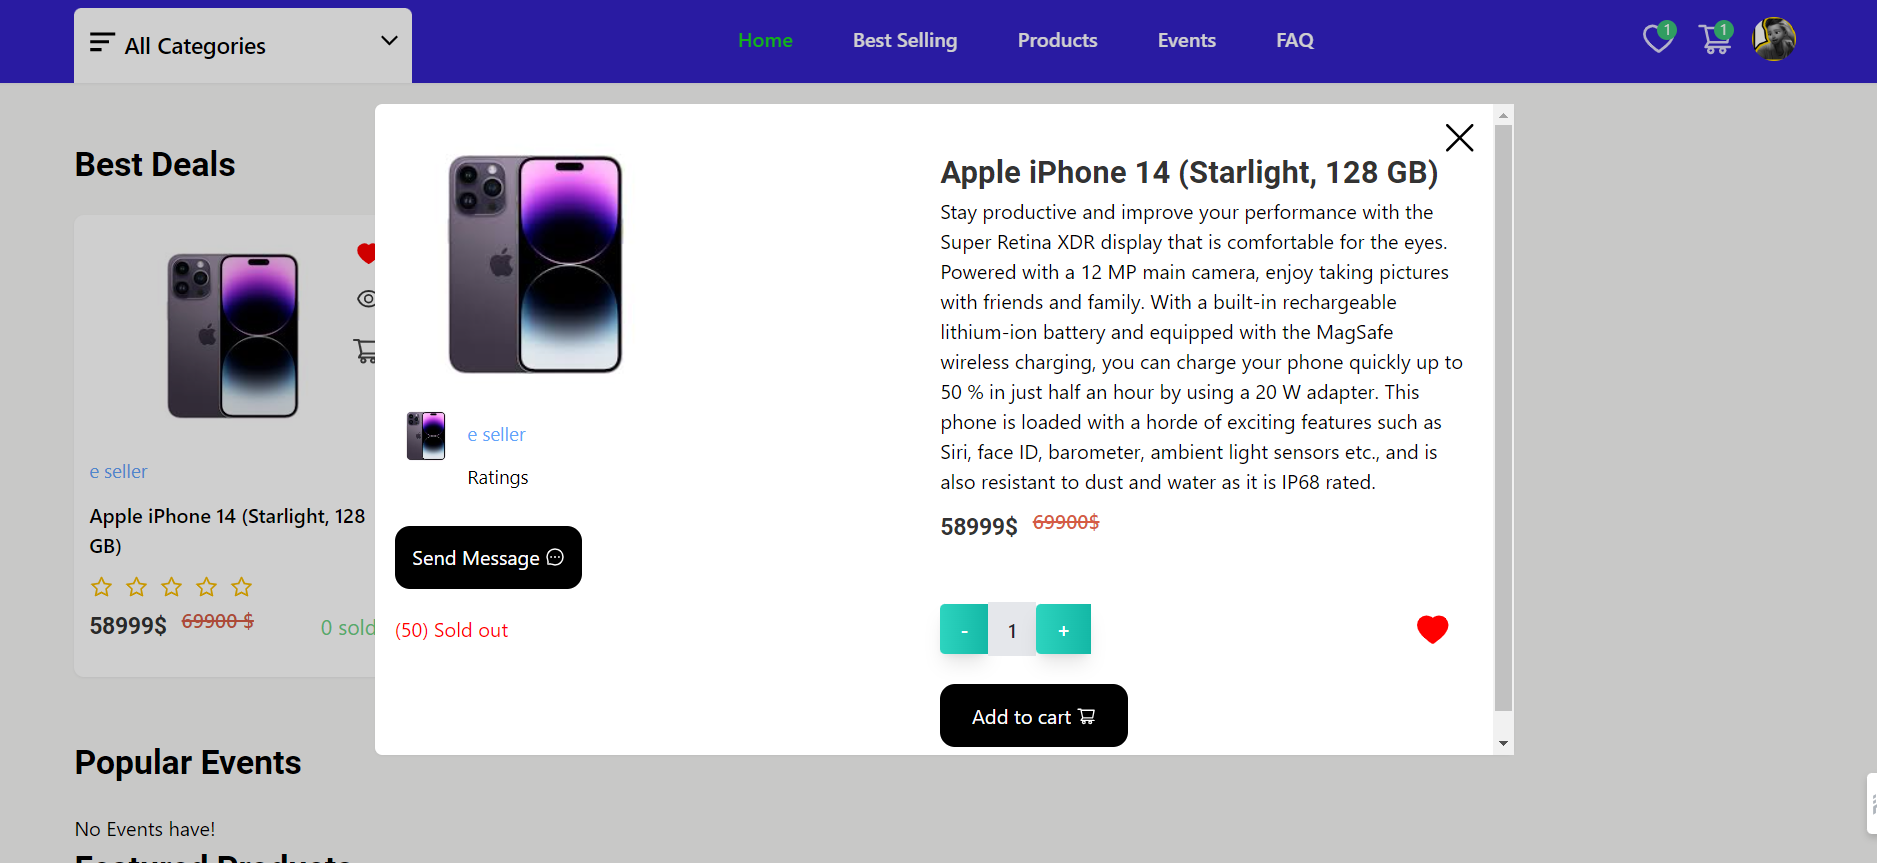 All Categories
Home
Best Selling
Products
Events
FAQ
1
1
Best Deals
e seller
Apple iPhone 14 (Starlight, 128
GB)
58999$ 69900 $ 0 sold
e seller
Ratings
Send Message
(50) Sold out
Apple iPhone 14 (Starlight, 128 GB)
Stay productive and improve your performance with the
Super Retina XDR display that is comfortable for the eyes.
Powered with a 12 MP main camera, enjoy taking pictures
with friends and family. With a built-in rechargeable
lithium-ion battery and equipped with the MagSafe
wireless charging, you can charge your phone quickly up to
50 % in just half an hour by using a 20 W adapter. This
phone is loaded with a horde of exciting features such as
Siri, face ID, barometer, ambient light sensors etc., and is
also resistant to dust and water as it is IP68 rated.
58999$ 69900$
- 1 +
Add to cart
Popular Events
No Events have!
Featured Products